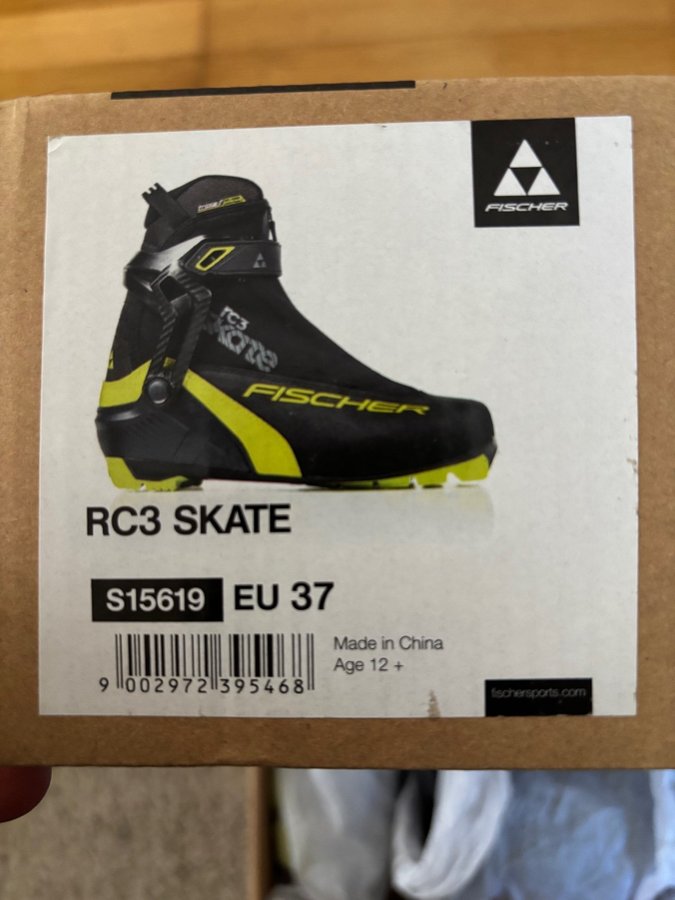 FISCHER
RC3
SKATE
FISCHER
RC3 SKATE
S15619 EU 37
Made in China
Age 12 +
9 002972 395468
fischersports.com